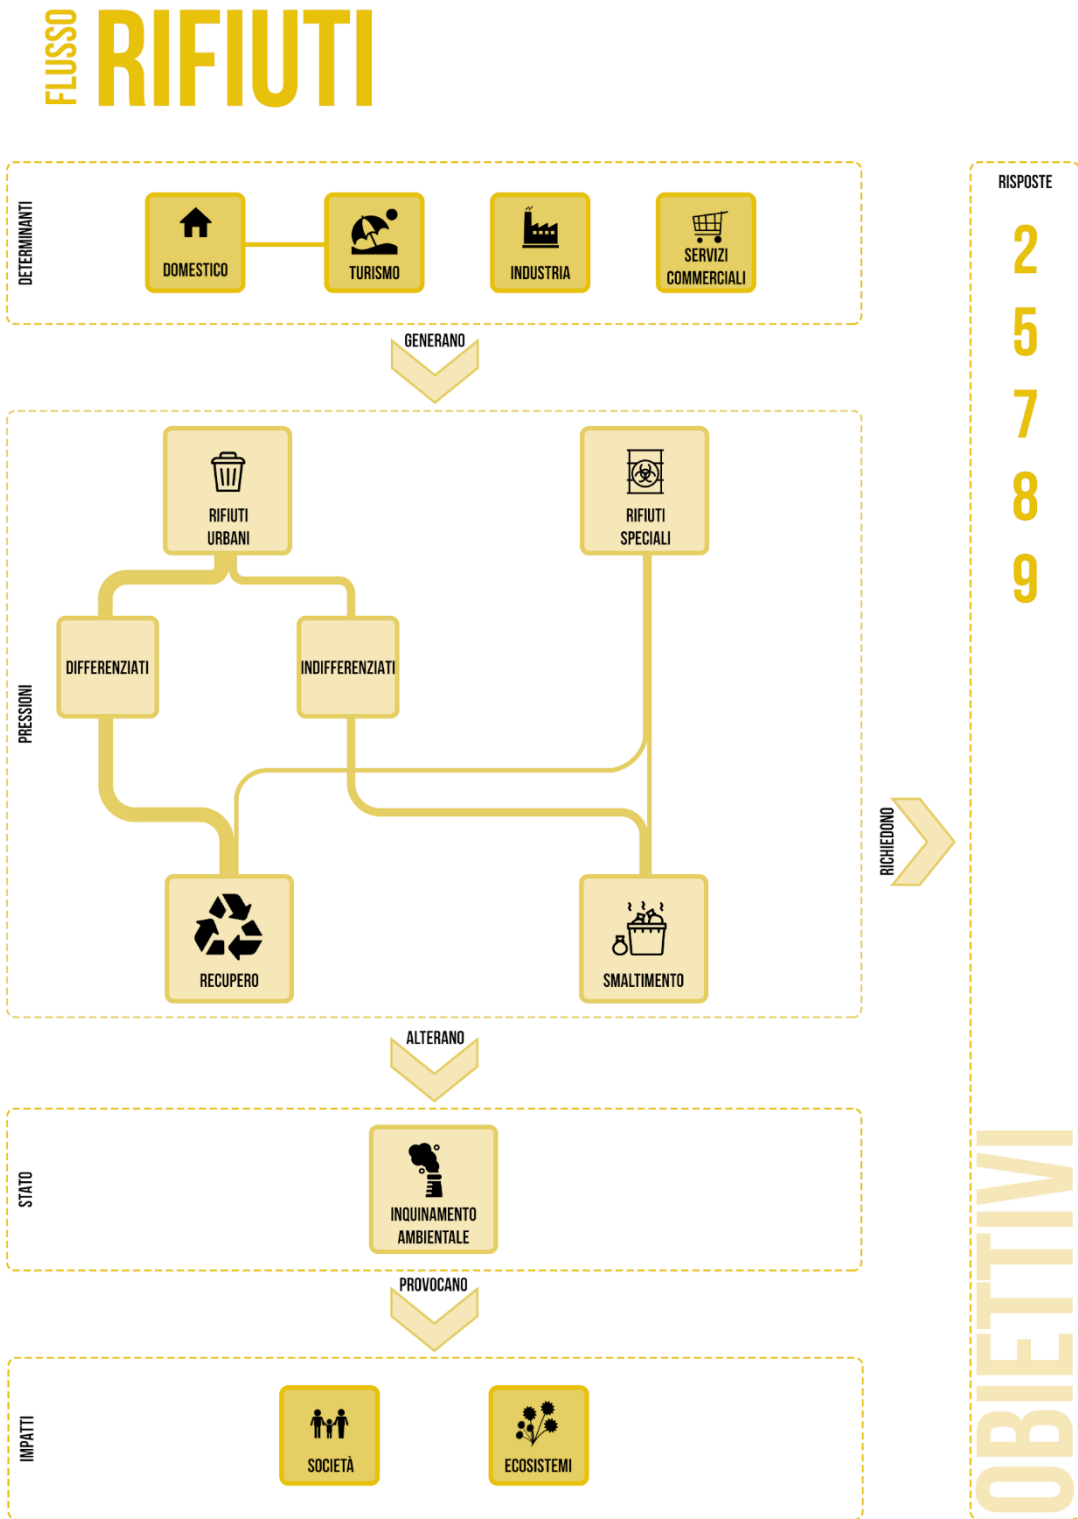 FLUSSO
RIFIUTI
DETERMINANTI
DOMESTICO
TURISMO
INDUSTRIA
SERVIZI
COMMERCIALI
GENERANO
PRESSIONI
RIFIUTI
URBANI
RIFIUTI
SPECIALI
DIFFERENZIATI
INDIFFERENZIATI
RECUPERO
SMALTIMENTO
ALTERANO
STATO
INQUINAMENTO
AMBIENTALE
PROVOCANO
IMPATTI
SOCIETÀ
ECOSISTEMI
RICHIEDONO
RISPOSTE
2
5
7
8
9
OBIETTIVI